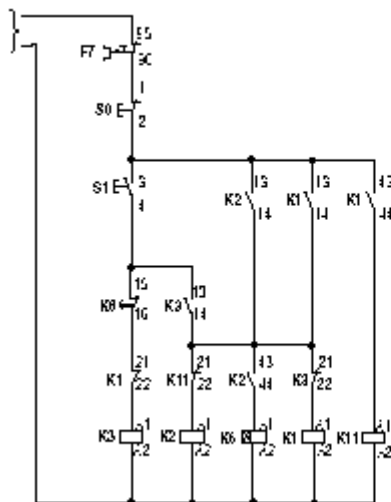 95
F7
96
1
S0
2
3 13 13 43
S1 K2 K1 K1
4 14 14 44
15 13
K6 K3
16 14
21 21 43 21
K1 K11 K2 K3
22 22 44 22
A1 A1 A1 A1 A1
K3 K2 K6 K1 K11
A2 A2 A2 A2 A2